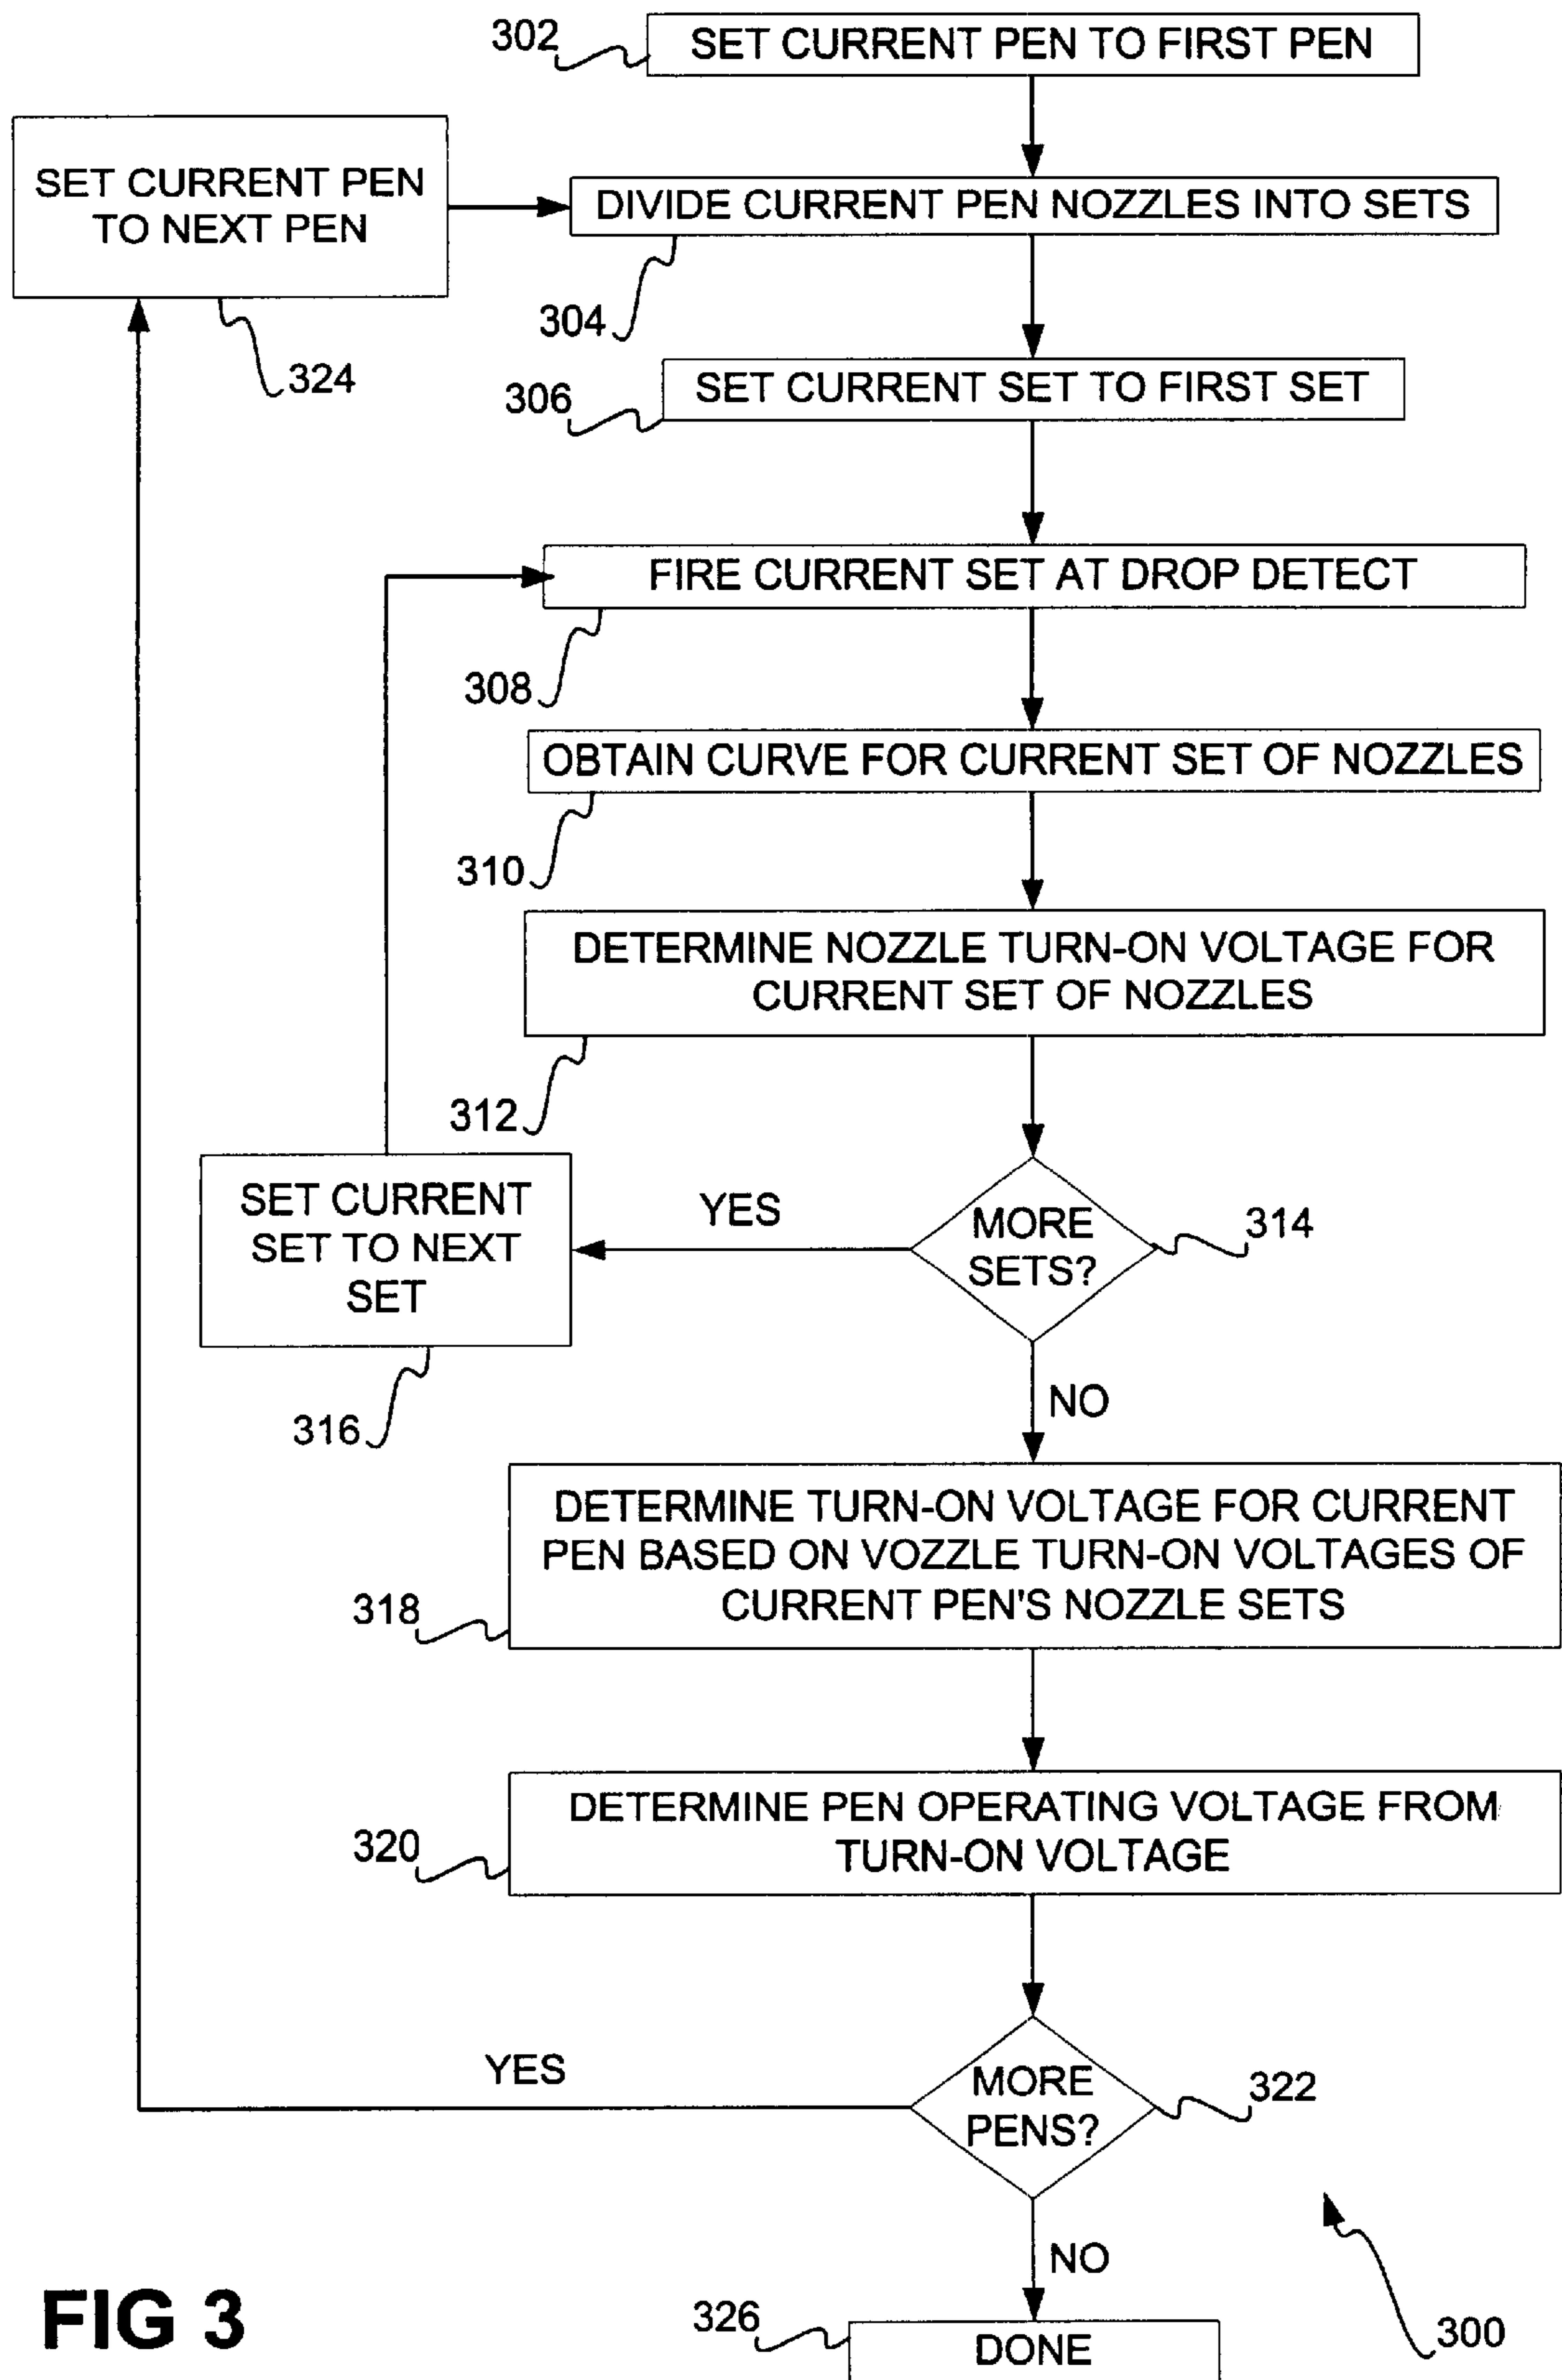 302
SET CURRENT PEN TO FIRST PEN
SET CURRENT PEN
TO NEXT PEN
324
DIVIDE CURRENT PEN NOZZLES INTO SETS
304
306
SET CURRENT SET TO FIRST SET
FIRE CURRENT SET AT DROP DETECT
308
OBTAIN CURVE FOR CURRENT SET OF NOZZLES
310
DETERMINE NOZZLE TURN-ON VOLTAGE FOR
CURRENT SET OF NOZZLES
312
MORE
SETS?
314
YES
SET CURRENT
SET TO NEXT
SET
316
NO
DETERMINE TURN-ON VOLTAGE FOR CURRENT
PEN BASED ON VOZZLE TURN-ON VOLTAGES OF
CURRENT PEN'S NOZZLE SETS
318
DETERMINE PEN OPERATING VOLTAGE FROM
TURN-ON VOLTAGE
320
YES
MORE
PENS?
322
NO
326
DONE
300
FIG 3